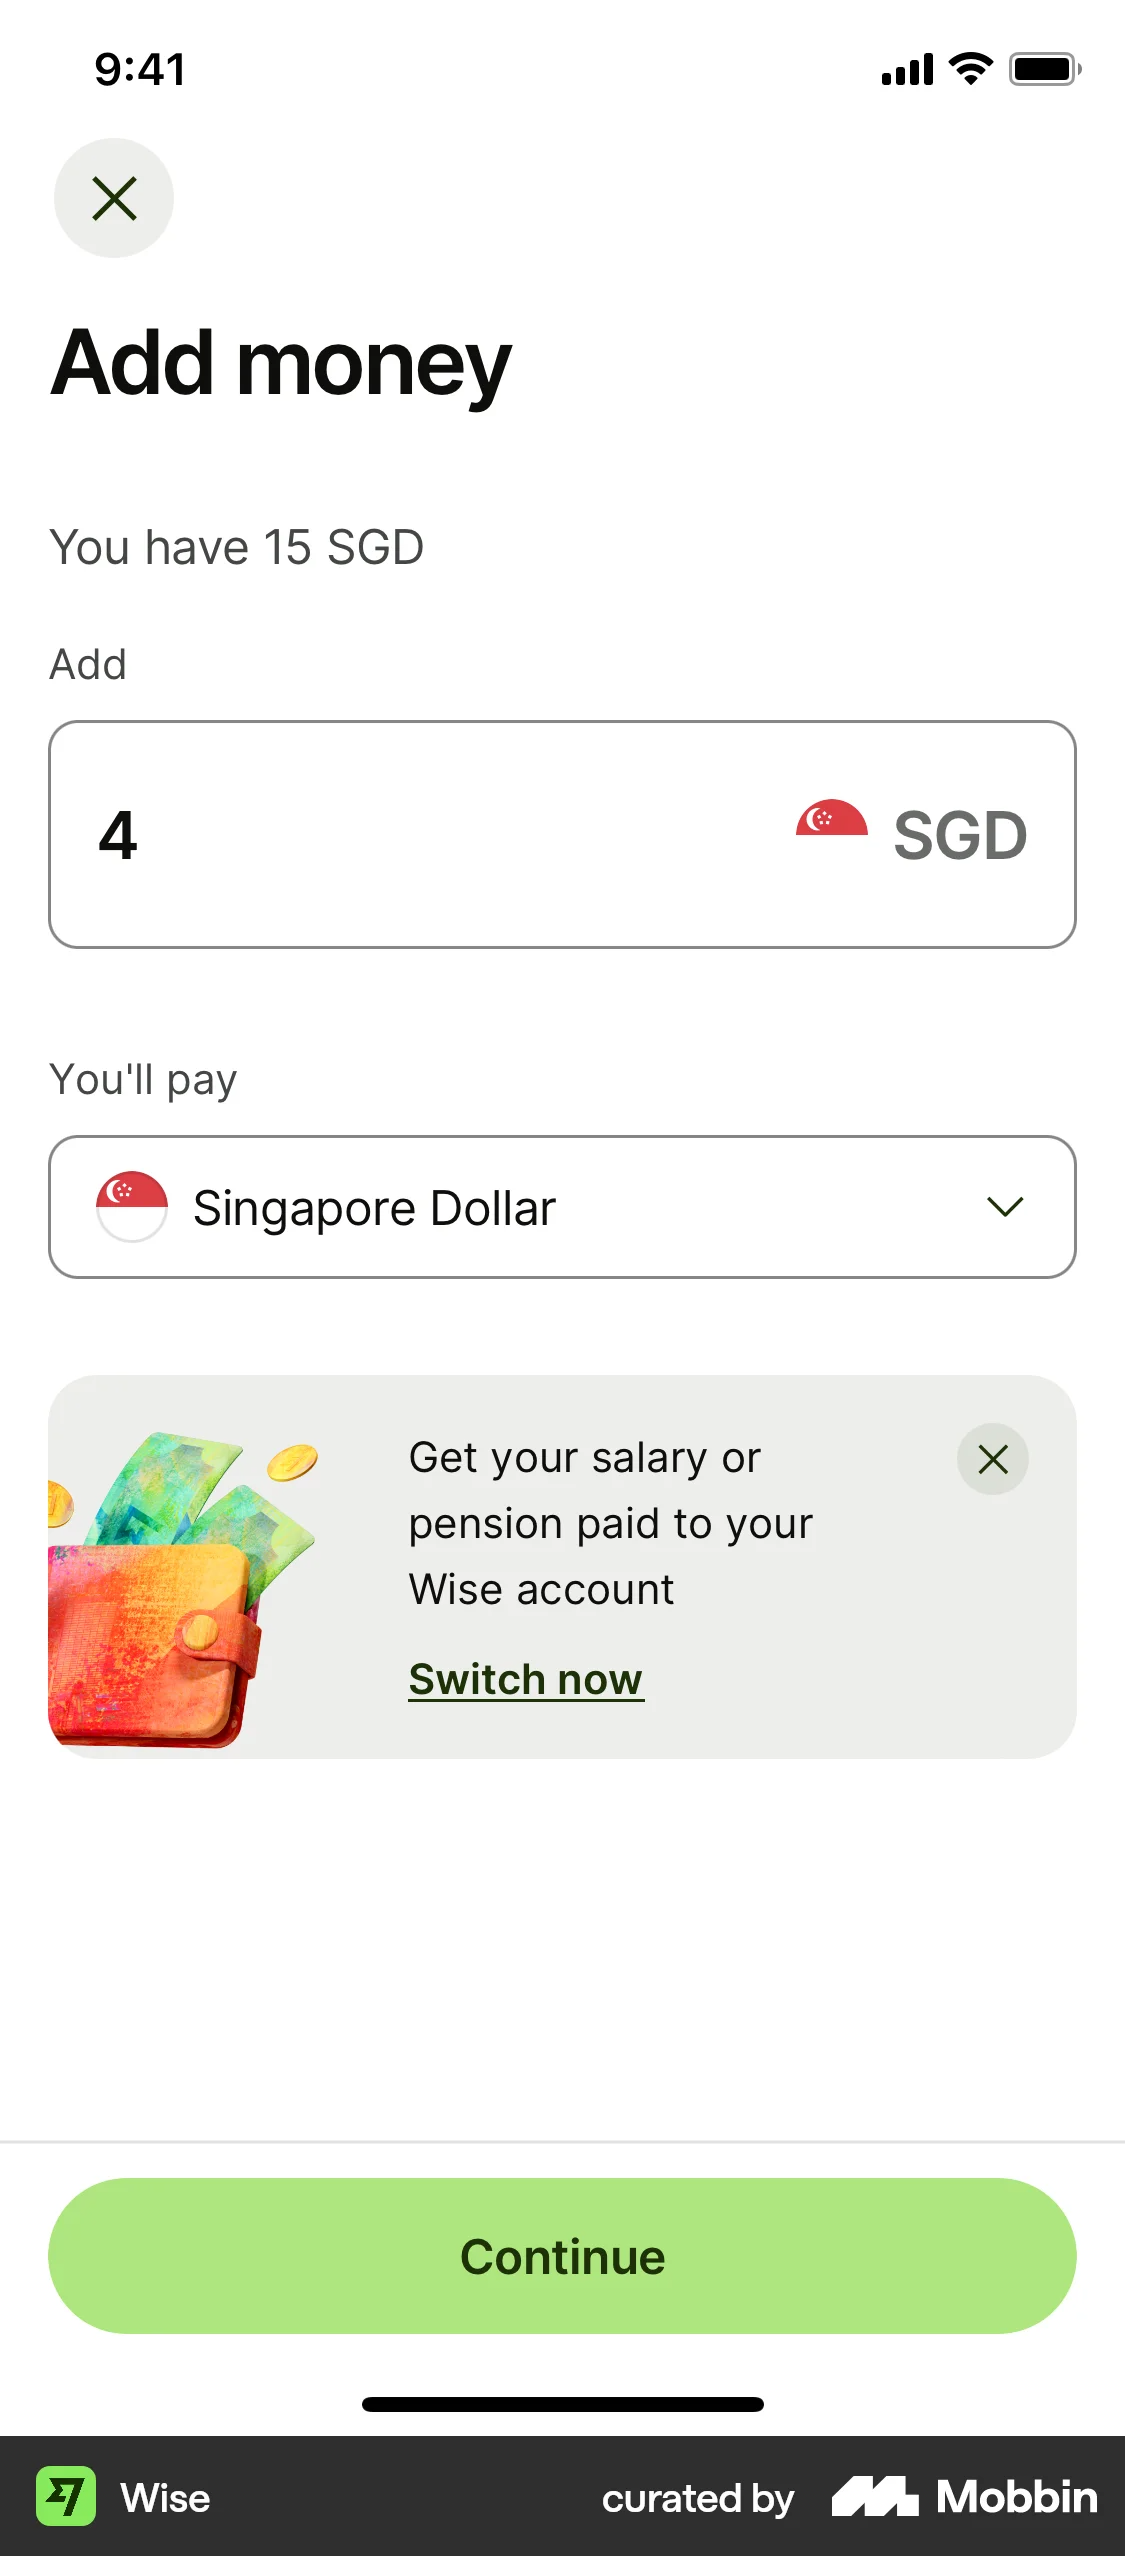 9:41
Add money
You have 15 SGD
Add
4 SGD
You'll pay
Singapore Dollar
Get your salary or
pension paid to your
Wise account
Switch now
Continue
Wise curated by Mobbin